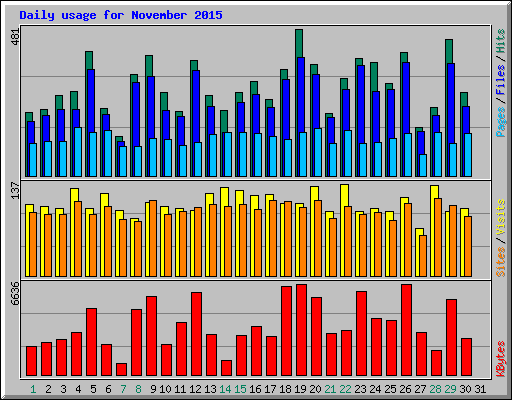 Daily usage for November 2015
481
Pages / Files / Hits
137
Sites / Visits
6636
KBytes
1 2 3 4 5 6 7 8 9 10 11 12 13 14 15 16 17 18 19 20 21 22 23 24 25 26 27 28 29 30 31